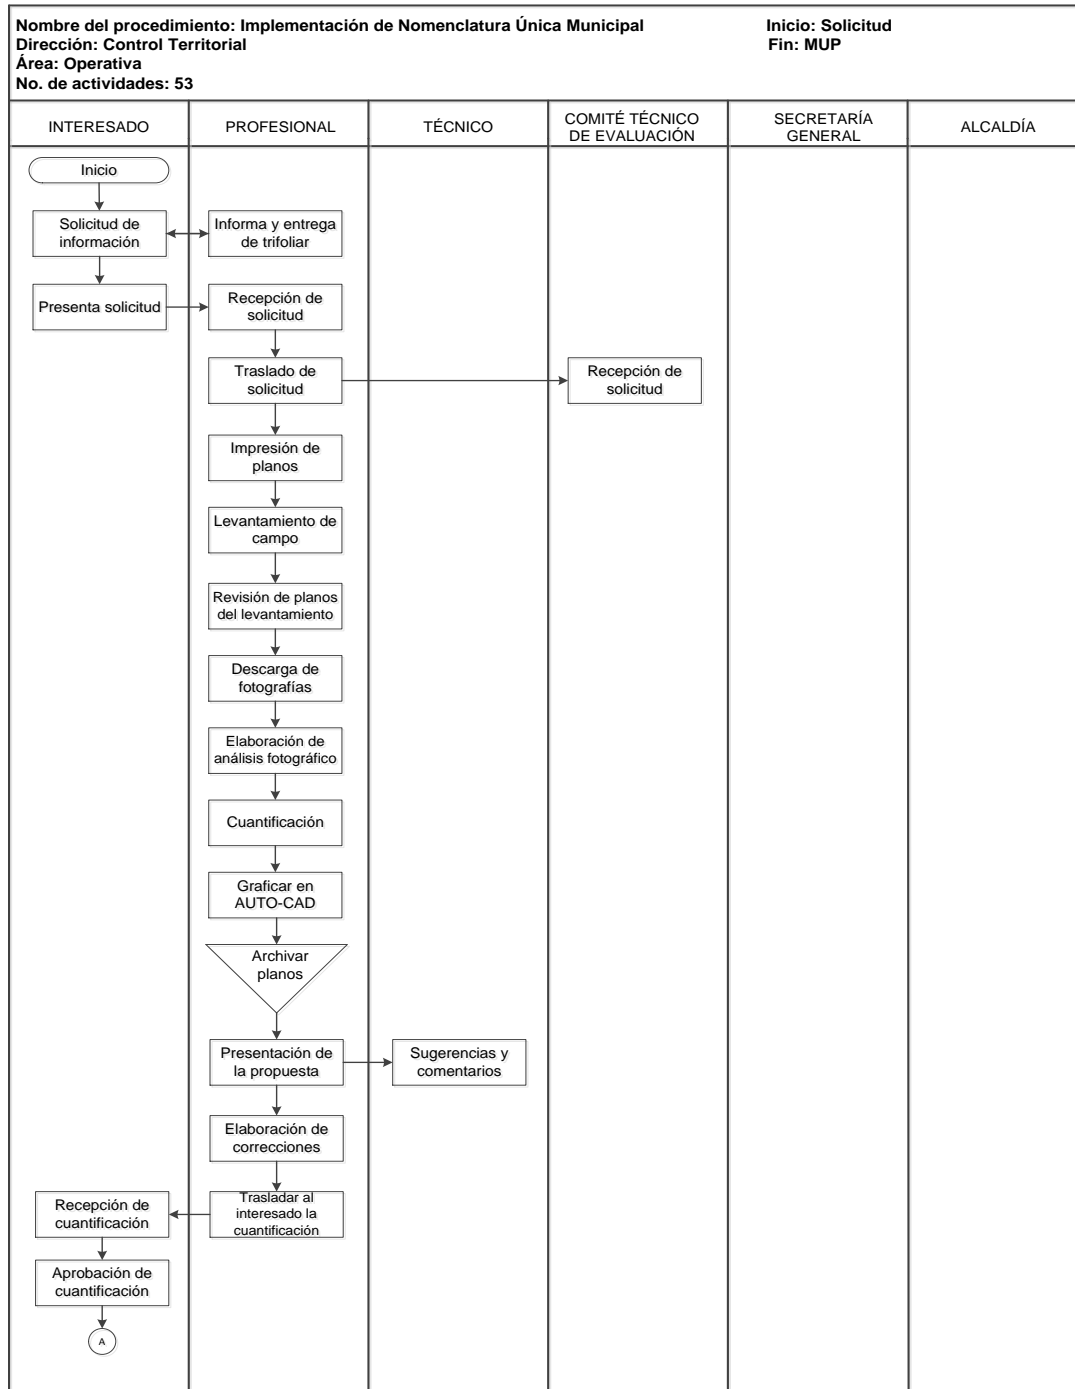 Nombre del procedimiento: Implementación de Nomenclatura Única Municipal Inicio: Solicitud
Dirección: Control Territorial Fin: MUP
Área: Operativa
No. de actividades: 53
INTERESADO
PROFESIONAL
TÉCNICO
COMITÉ TÉCNICO
DE EVALUACIÓN
SECRETARÍA
GENERAL
ALCALDÍA
Inicio
Solicitud de
información
Informa y entrega
de trifoliar
Presenta solicitud
Recepción de
solicitud
Traslado de
solicitud
Recepción de
solicitud
Impresión de
planos
Levantamiento de
campo
Revisión de planos
del levantamiento
Descarga de
fotografías
Elaboración de
análisis fotográfico
Cuantificación
Graficar en
AUTO-CAD
Archivar
planos
Presentación de
la propuesta
Sugerencias y
comentarios
Elaboración de
correcciones
Trasladar al
interesado la
cuantificación
Recepción de
cuantificación
Aprobación de
cuantificación
A